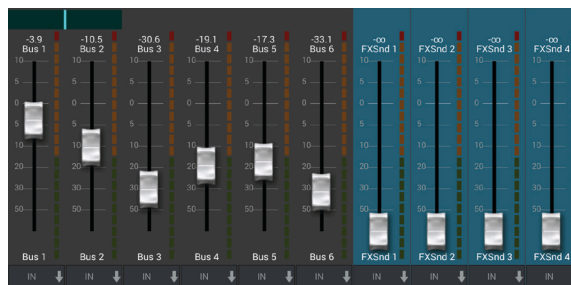 -3.9 -10.5 -30.6 -19.1 -17.3 -33.1 -∞ -∞ -∞ -∞
Bus 1 Bus 2 Bus 3 Bus 4 Bus 5 Bus 6 FXSnd 1 FXSnd 2 FXSnd 3 FXSnd 4
10 10 10 10 10 10 10 10 10 10
5 5 5 5 5 5 5 5 5 5
0 0 0 0 0 0 0 0 0 0
5 5 5 5 5 5 5 5 5 5
10 10 10 10 10 10 10 10 10
20 20 20 20 20 20 20 20 20 20
30 30 30 30 30 30 30 30 30 30
50 50 50 50 50 50 50 50 50 50
Bus 1 Bus 2 Bus 3 Bus 4 Bus 5 Bus 6 FXSnd 1 FXSnd 2 FXSnd 3 FXSnd 4
IN IN IN IN IN IN IN IN IN IN